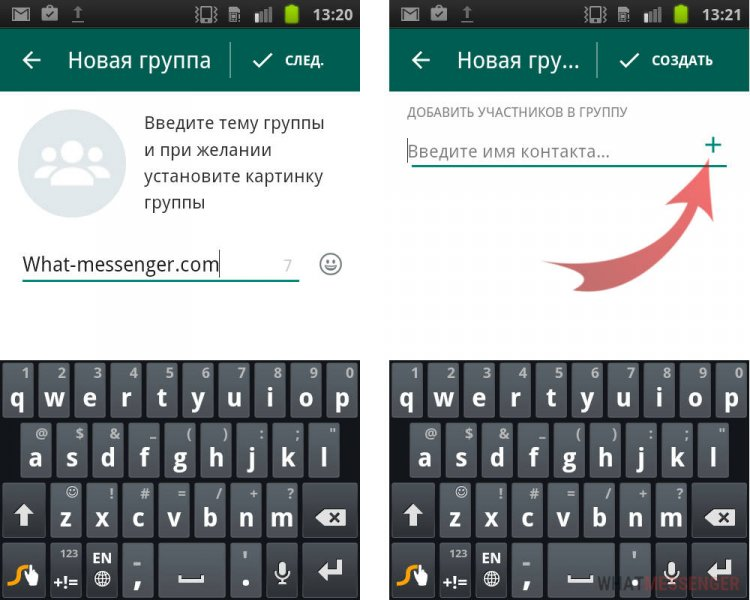 13:20
Новая группа
СЛЕД.
Введите тему группы
и при желании
установите картинку
группы
What-messenger.com 7
1 2 3 4 5 6 7 8 9 0
q w e r t y u i o p
@ $ & _ ( ) : ; "
a s d f g h j k l
! # = / + ?
z x c v b n m
123 EN - '
+!= , .
13:21
Новая гру...
СОЗДАТЬ
ДОБАВИТЬ УЧАСТНИКОВ В ГРУППУ
Введите имя контакта... +
1 2 3 4 5 6 7 8 9 0
q w e r t y u i o p
@ $ & _ ( ) : ; "
a s d f g h j k l
! # = / + ?
z x c v b n m
123 EN - '
+!= , .
WHATMESSENGER